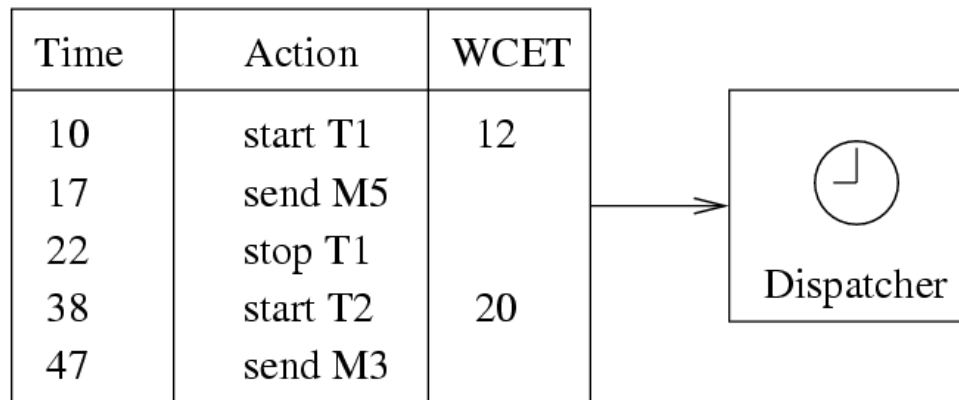 Time Action WCET
10 start T1 12
17 send M5
22 stop T1
38 start T2 20
47 send M3
Dispatcher